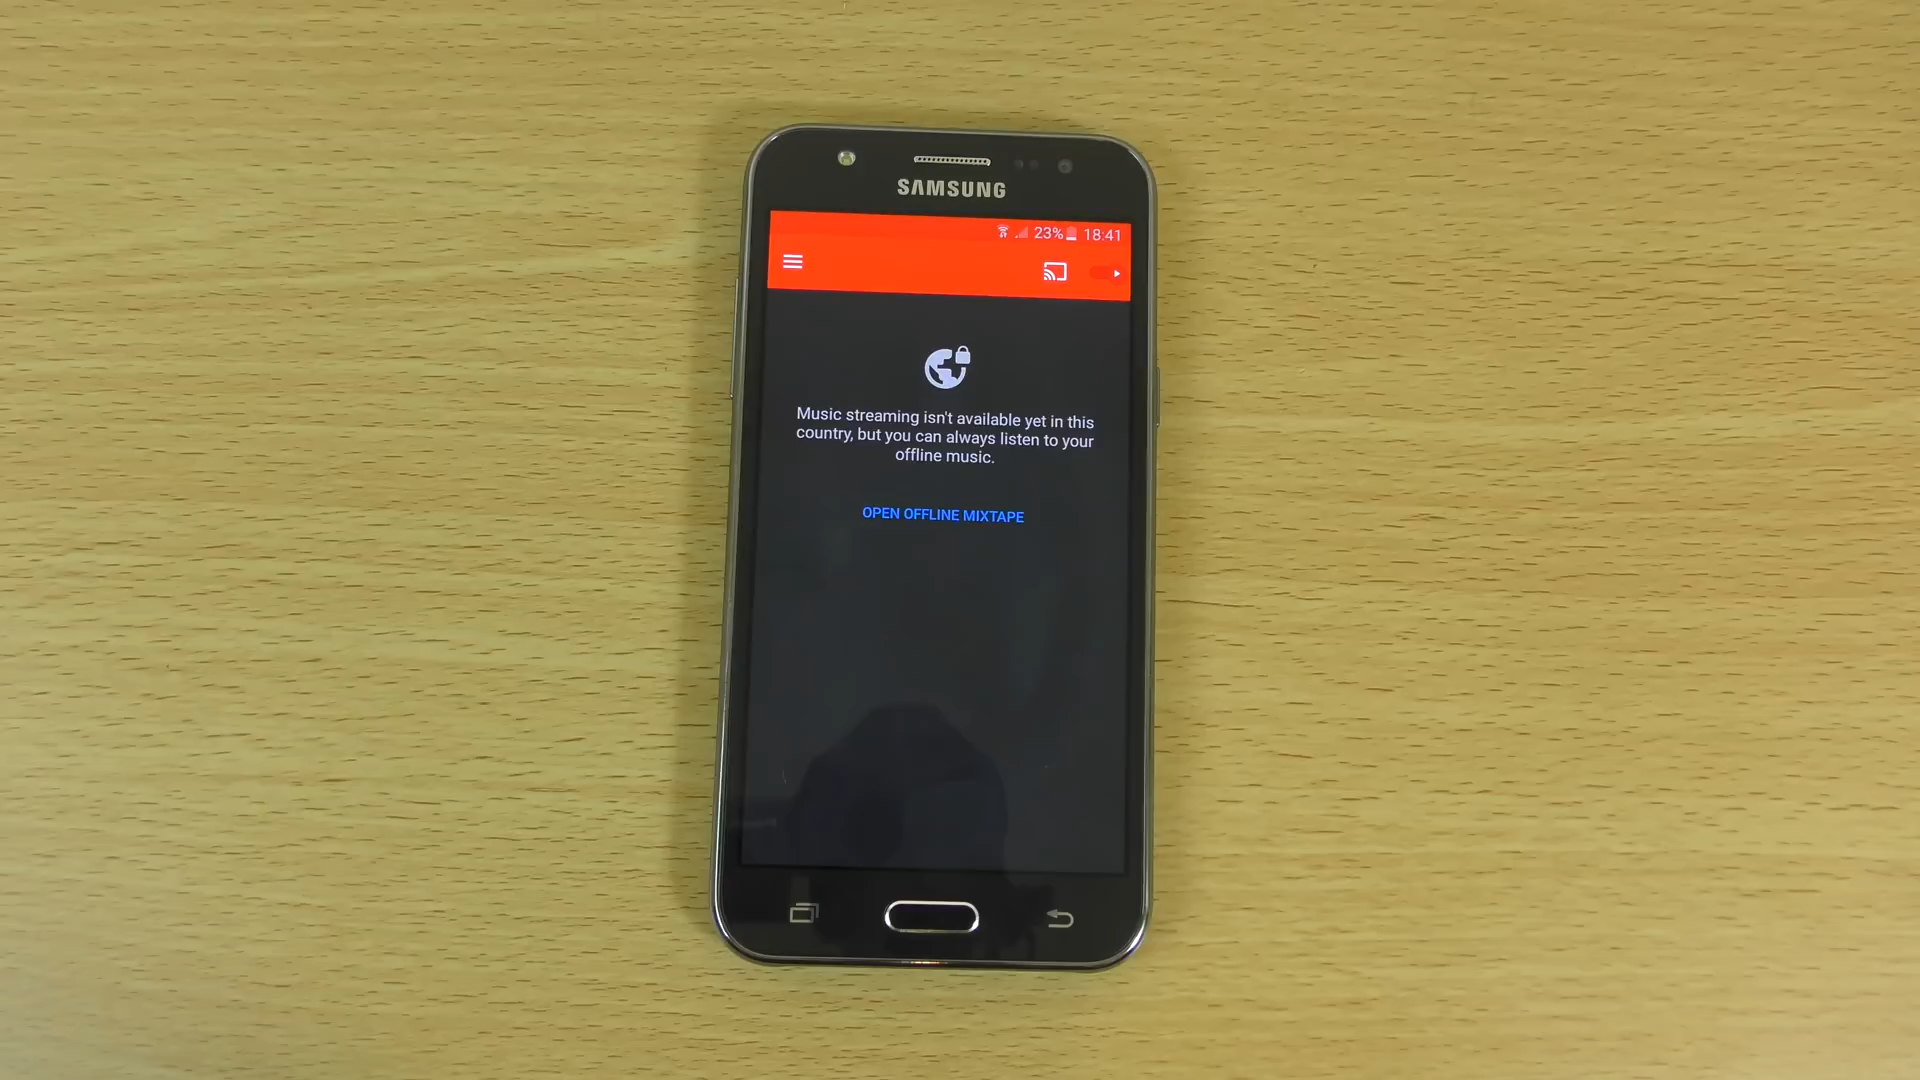 SAMSUNG
23% 18:41
Music streaming isn't available yet in this
country, but you can always listen to your
offline music.
OPEN OFFLINE MIXTAPE